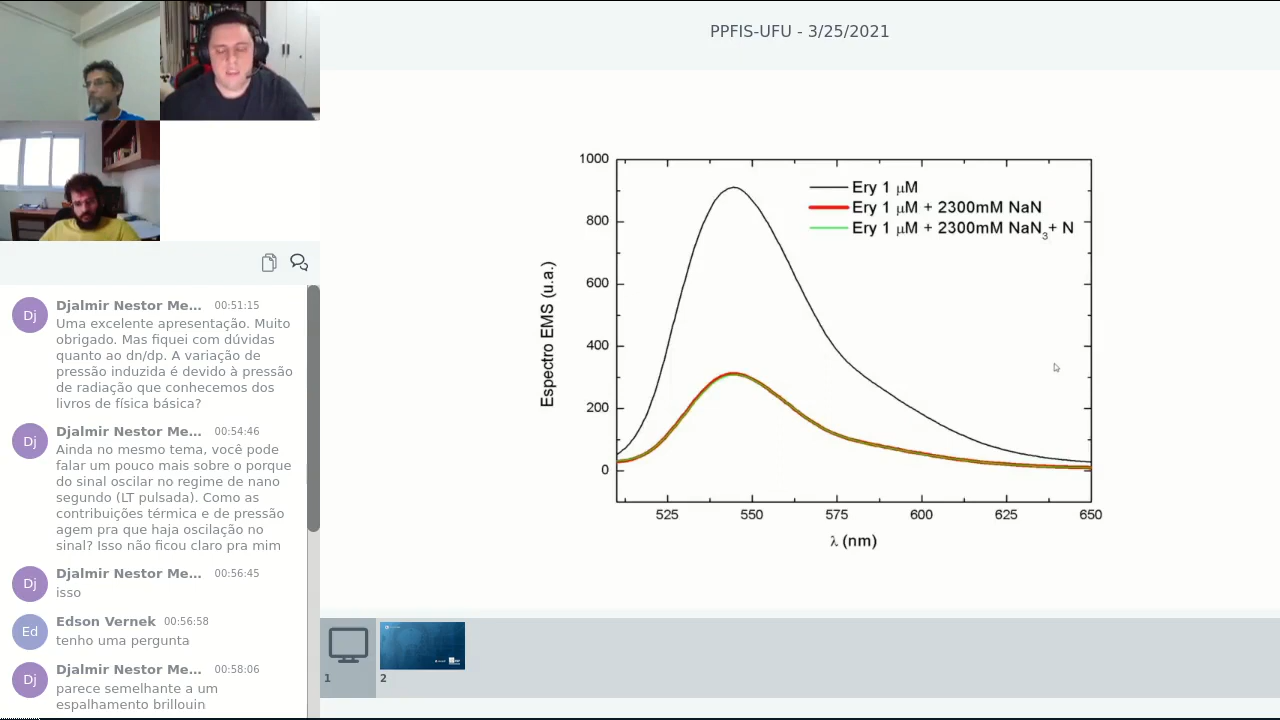 PPFIS-UFU - 3/25/2021
Dj
Djalmir Nestor Me... 00:51:15
Uma excelente apresentação. Muito
obrigado. Mas fiquei com dúvidas
quanto ao dn/dp. A variação de
pressão induzida é devido à pressão
de radiação que conhecemos dos
livros de física básica?
Dj
Djalmir Nestor Me... 00:54:46
Ainda no mesmo tema, você pode
falar um pouco mais sobre o porque
do sinal oscilar no regime de nano
segundo (LT pulsada). Como as
contribuições térmica e de pressão
agem pra que haja oscilação no
sinal? Isso não ficou claro pra mim
Dj
Djalmir Nestor Me... 00:56:45
isso
Ed
Edson Vernek 00:56:58
tenho uma pergunta
Dj
Djalmir Nestor Me... 00:58:06
parece semelhante a um
espalhamento brillouin
Espectro EMS (u.a.)
1000
800
600
400
200
0
Ery 1 μM
Ery 1 μM + 2300mM NaN
Ery 1 μM + 2300mM NaN3+ N
525 550 575 600 625 650
λ (nm)
1
2